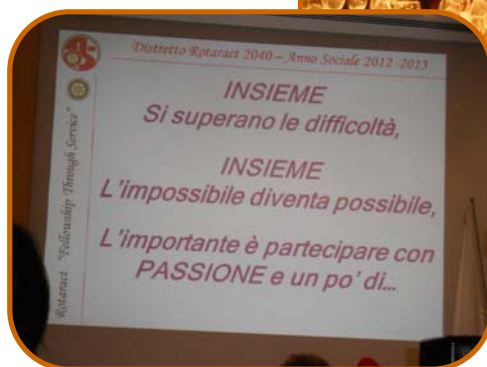 Distretto Rotaract 2040 – Anno Sociale 2012-2013
INSIEME
Si superano le difficoltà,
INSIEME
L'impossibile diventa possibile,
L'importante è partecipare con
PASSIONE e un po' di...
Rotaract "Fellowship Through Service"